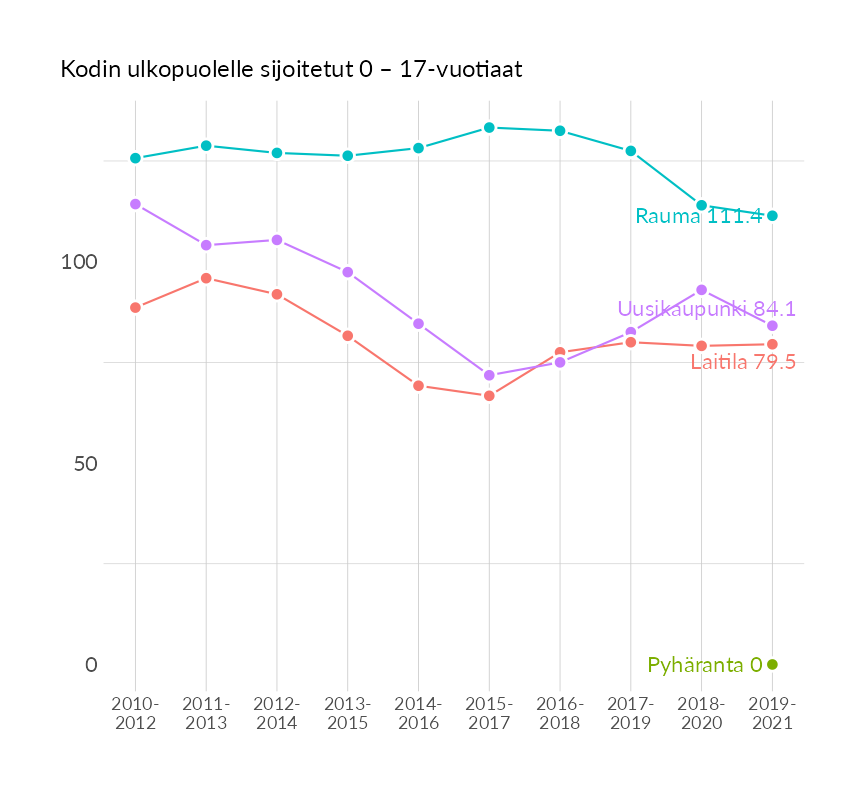 Kodin ulkopuolelle sijoitetut 0 – 17-vuotiaat
Rauma 111.4
100
Uusikaupunki 84.1
Laitila 79.5
50
Pyhäranta 0
0
2010-2012 2011-2013 2012-2014 2013-2015 2014-2016 2015-2017 2016-2018 2017-2019 2018-2020 2019-2021